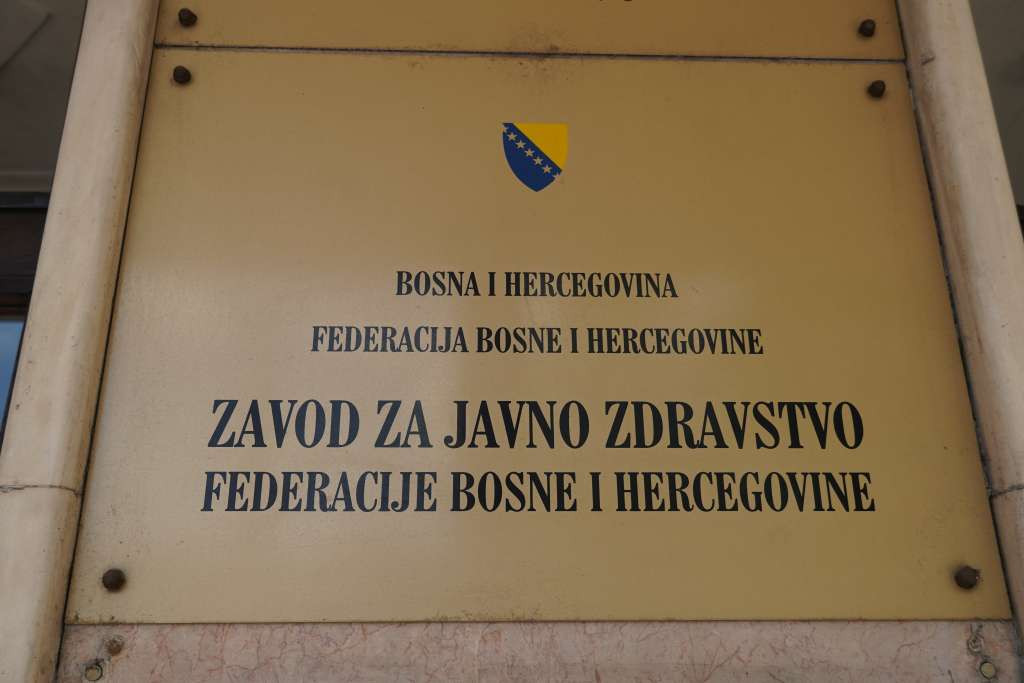 BOSNA I HERCEGOVINA
FEDERACIJA BOSNE I HERCEGOVINE
ZAVOD ZA JAVNO ZDRAVSTVO
FEDERACIJE BOSNE I HERCEGOVINE